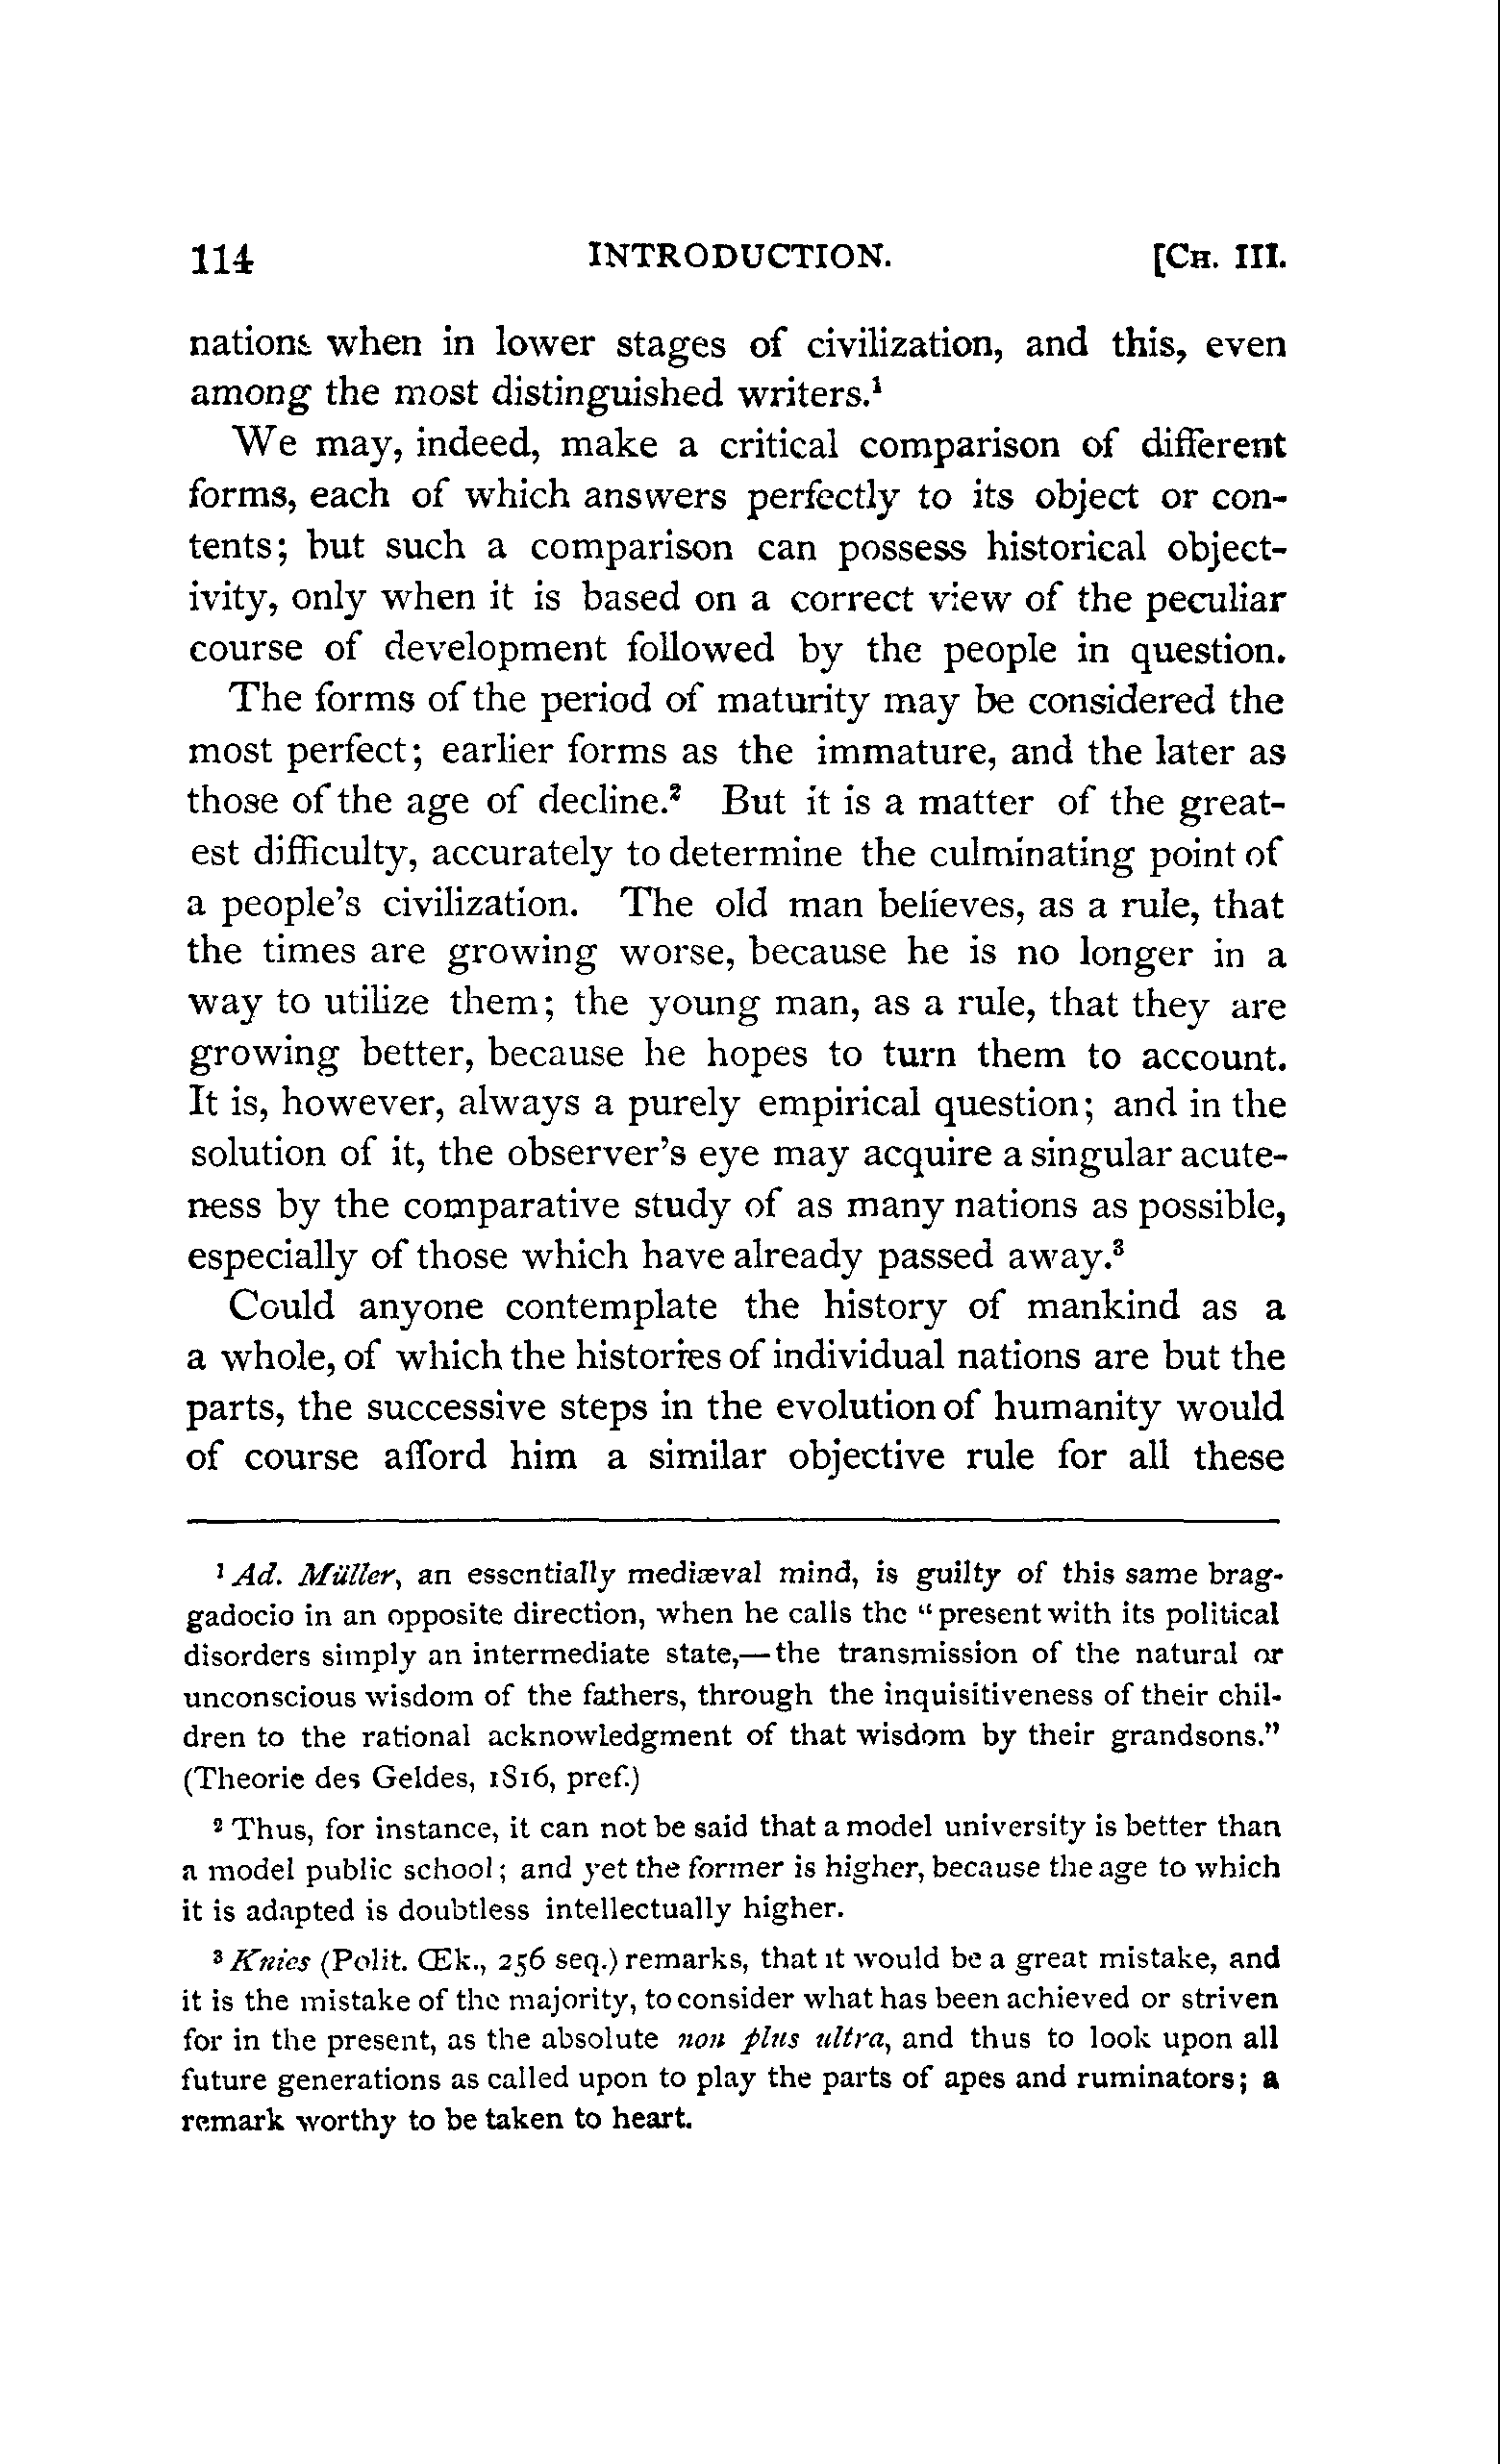 114 INTRODUCTION. [CH. III.
nations when in lower stages of civilization, and this, even
among the most distinguished writers.¹
We may, indeed, make a critical comparison of different
forms, each of which answers perfectly to its object or con-
tents; but such a comparison can possess historical object-
ivity, only when it is based on a correct view of the peculiar
course of development followed by the people in question.
The forms of the period of maturity may be considered the
most perfect; earlier forms as the immature, and the later as
those of the age of decline.² But it is a matter of the great-
est difficulty, accurately to determine the culminating point of
a people's civilization. The old man believes, as a rule, that
the times are growing worse, because he is no longer in a
way to utilize them; the young man, as a rule, that they are
growing better, because he hopes to turn them to account.
It is, however, always a purely empirical question; and in the
solution of it, the observer's eye may acquire a singular acute-
ness by the comparative study of as many nations as possible,
especially of those which have already passed away.³
Could anyone contemplate the history of mankind as a
a whole, of which the histories of individual nations are but the
parts, the successive steps in the evolution of humanity would
of course afford him a similar objective rule for all these
¹ Ad. Müller, an essentially mediæval mind, is guilty of this same brag-
gadocio in an opposite direction, when he calls the "present with its political
disorders simply an intermediate state,—the transmission of the natural or
unconscious wisdom of the fathers, through the inquisitiveness of their chil-
dren to the rational acknowledgment of that wisdom by their grandsons."
(Theorie des Geldes, 1816, pref.)
² Thus, for instance, it can not be said that a model university is better than
a model public school; and yet the former is higher, because the age to which
it is adapted is doubtless intellectually higher.
³ Knies (Polit. Œk., 256 seq.) remarks, that it would be a great mistake, and
it is the mistake of the majority, to consider what has been achieved or striven
for in the present, as the absolute non plus ultra, and thus to look upon all
future generations as called upon to play the parts of apes and ruminators; a
remark worthy to be taken to heart.